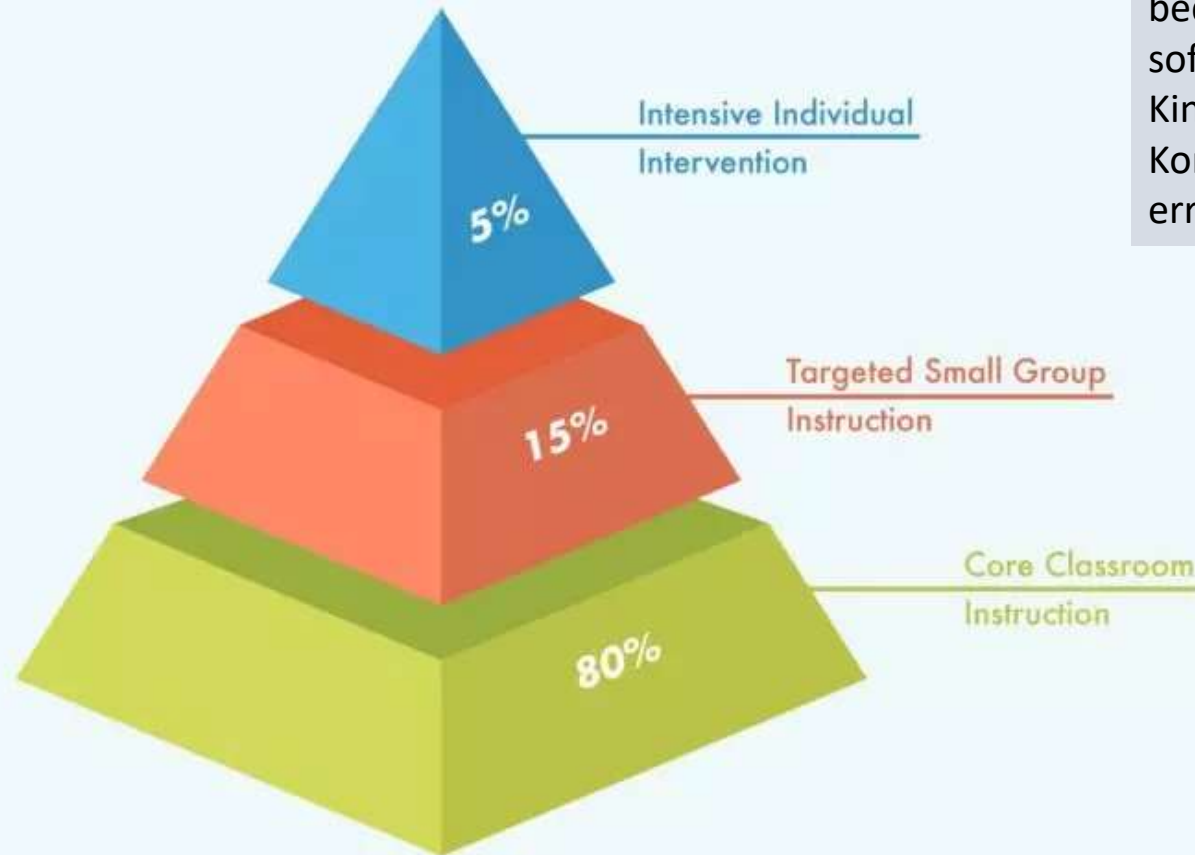 Intensive Individual
Intervention
5%
Targeted Small Group
Instruction
15%
Core Classroom
Instruction
80%